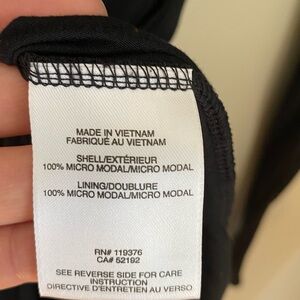 MADE IN VIETNAM
FABRIQUÉ AU VIETNAM
SHELL/EXTÉRIEUR
100% MICRO MODAL/MICRO MODAL
LINING/DOUBLURE
100% MICRO MODAL/MICRO MODAL
RN# 119376
CA# 52192
SEE REVERSE SIDE FOR CARE
INSTRUCTION
DIRECTIVE D'ENTRETIEN AU VERSO